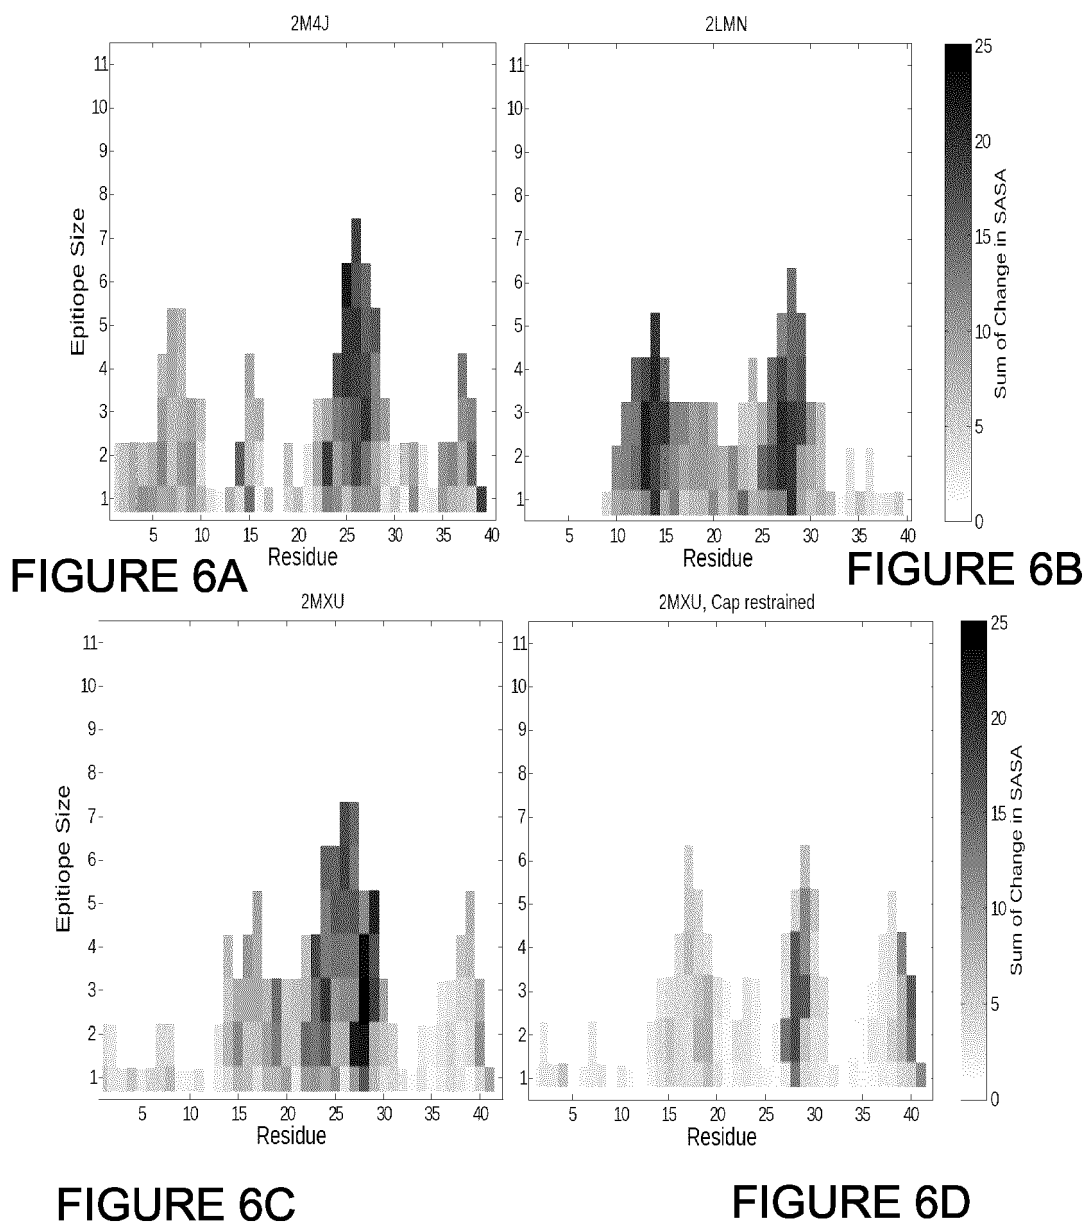 2M4J
2LMN
11
10
9
8
7
6
5
4
3
2
1
Epitiope Size
5 10 15 20 25 30 35 40
Residue
11
10
9
8
7
6
5
4
3
2
1
5 10 15 20 25 30 35 40
Residue
25
20
15
10
5
0
Sum of Change in SASA
FIGURE 6A
FIGURE 6B
2MXU
2MXU, Cap restrained
11
10
9
8
7
6
5
4
3
2
1
Epitiope Size
5 10 15 20 25 30 35 40
Residue
11
10
9
8
7
6
5
4
3
2
1
5 10 15 20 25 30 35 40
Residue
25
20
15
10
5
0
Sum of Change in SASA
FIGURE 6C
FIGURE 6D